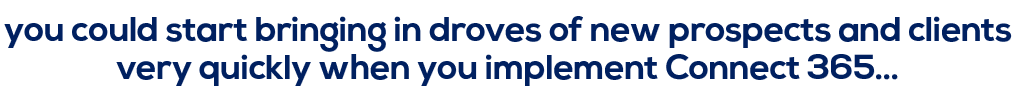 you could start bringing in droves of new prospects and clients
very quickly when you implement Connect 365...